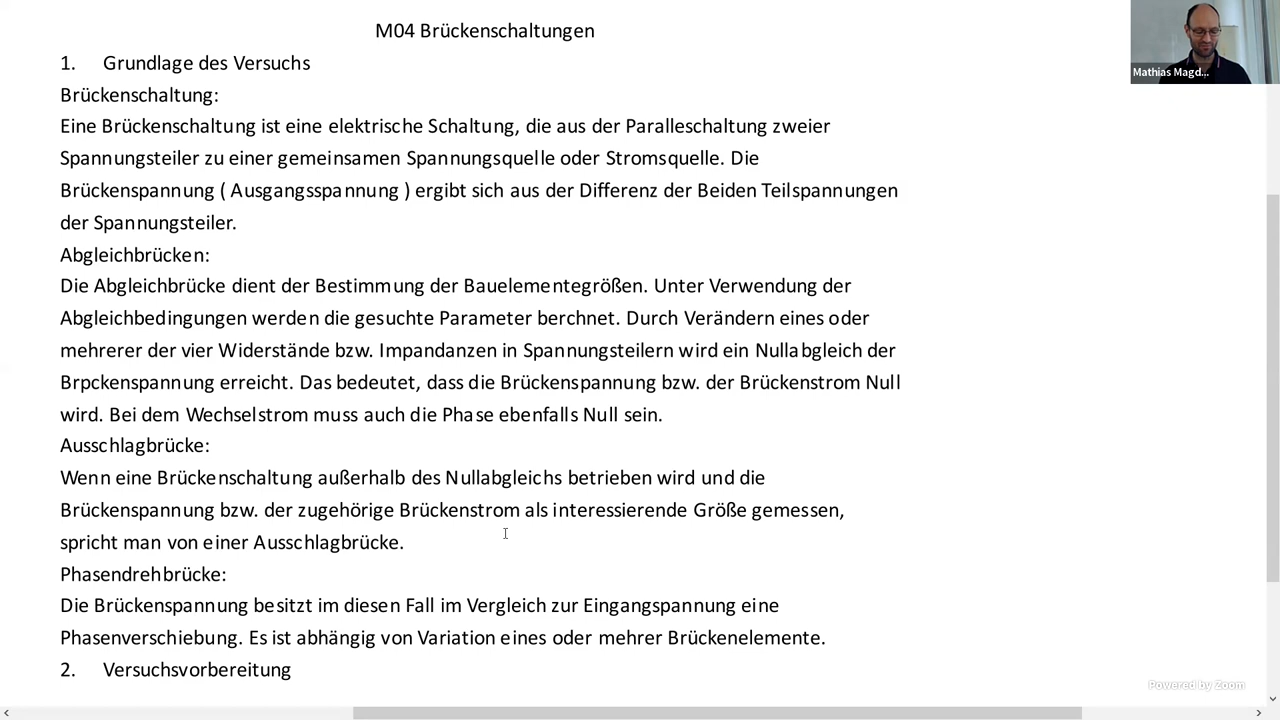 M04 Brückenschaltungen
1. Grundlage des Versuchs
Brückenschaltung:
Eine Brückenschaltung ist eine elektrische Schaltung, die aus der Paralleschaltung zweier
Spannungsteiler zu einer gemeinsamen Spannungsquelle oder Stromsquelle. Die
Brückenspannung ( Ausgangsspannung ) ergibt sich aus der Differenz der Beiden Teilspannungen
der Spannungsteiler.
Abgleichbrücken:
Die Abgleichbrücke dient der Bestimmung der Bauelementegrößen. Unter Verwendung der
Abgleichbedingungen werden die gesuchte Parameter berchnet. Durch Verändern eines oder
mehrerer der vier Widerstände bzw. Impandanzen in Spannungsteilern wird ein Nullabgleich der
Brpckenspannung erreicht. Das bedeutet, dass die Brückenspannung bzw. der Brückenstrom Null
wird. Bei dem Wechselstrom muss auch die Phase ebenfalls Null sein.
Ausschlagbrücke:
Wenn eine Brückenschaltung außerhalb des Nullabgleichs betrieben wird und die
Brückenspannung bzw. der zugehörige Brückenstrom als interessierende Größe gemessen,
spricht man von einer Ausschlagbrücke.
Phasendrehbrücke:
Die Brückenspannung besitzt im diesen Fall im Vergleich zur Eingangspannung eine
Phasenverschiebung. Es ist abhängig von Variation eines oder mehrer Brückenelemente.
2. Versuchsvorbereitung
Mathias Magd...
Powered by Zoom